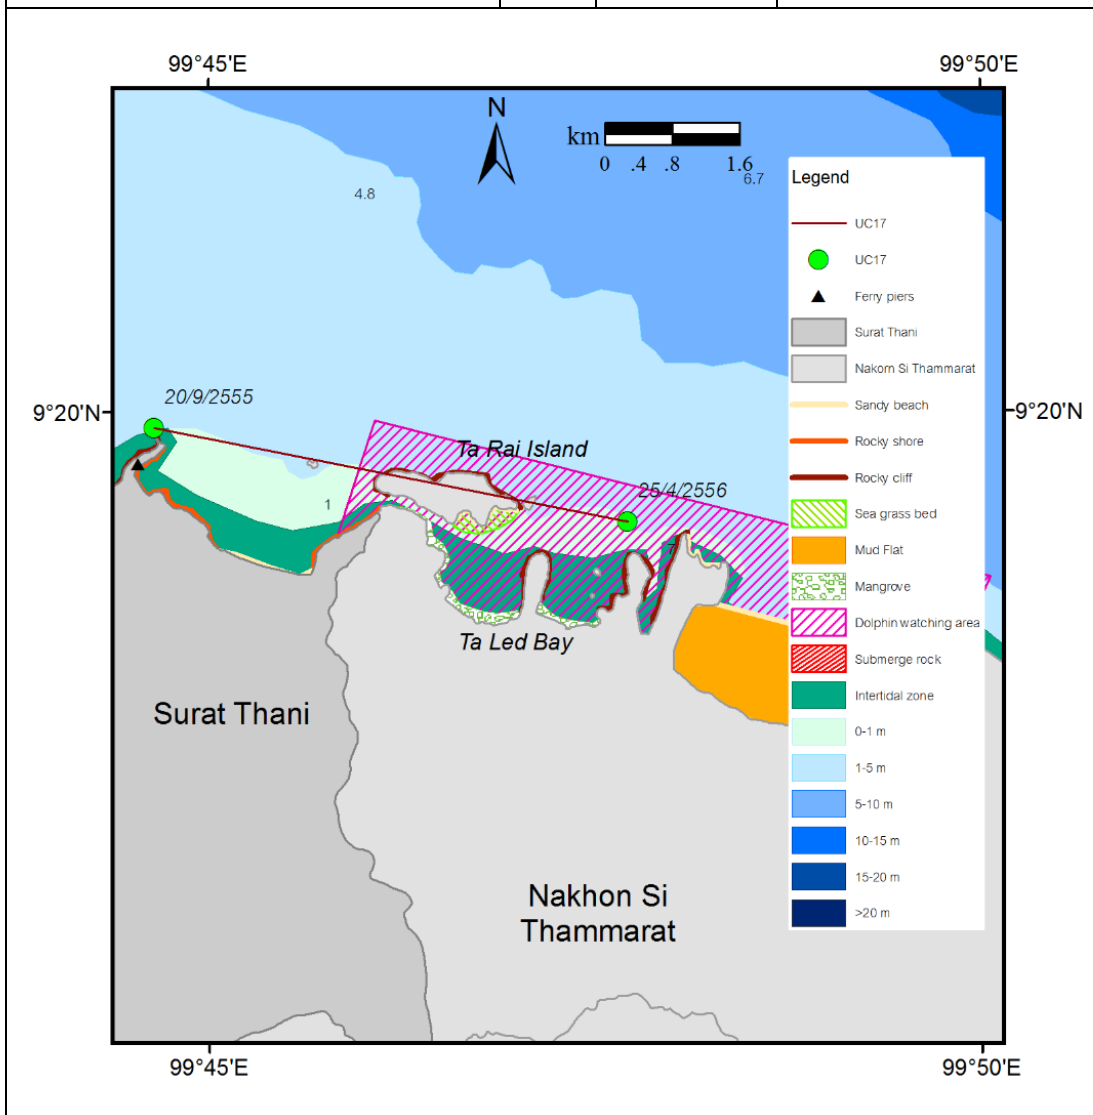 99°45'E
99°50'E
N
km
0 .4 .8 1.6
6.7
4.8
Legend
UC17
UC17
Ferry piers
Surat Thani
Nakorn Si Thammarat
Sandy beach
Rocky shore
Rocky cliff
Sea grass bed
Mud Flat
Mangrove
Dolphin watching area
Submerge rock
Intertidal zone
0-1 m
1-5 m
5-10 m
10-15 m
15-20 m
>20 m
20/9/2555
9°20'N
9°20'N
Ta Rai Island
25/4/2556
1
Ta Led Bay
Surat Thani
Nakhon Si
Thammarat
99°45'E
99°50'E